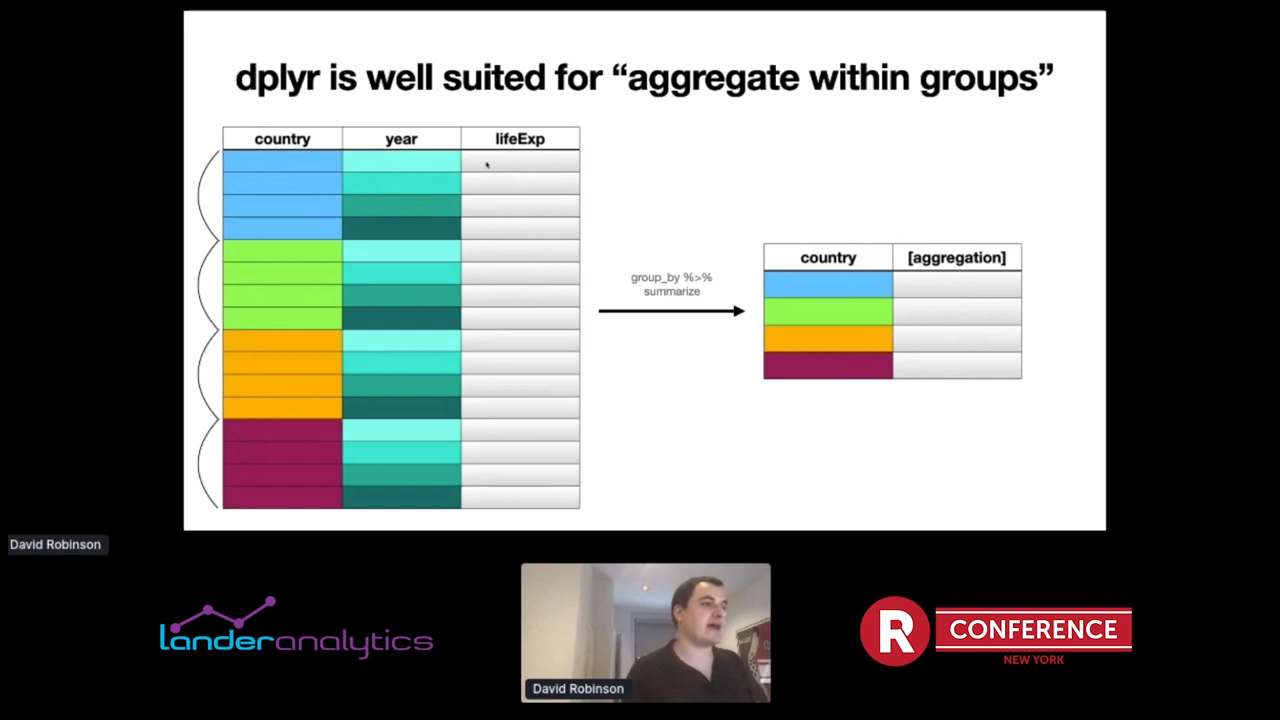 dplyr is well suited for “aggregate within groups”
country year lifeExp
group_by %>%
summarize
country [aggregation]
David Robinson
landeranalytics
David Robinson
R CONFERENCE
NEW YORK